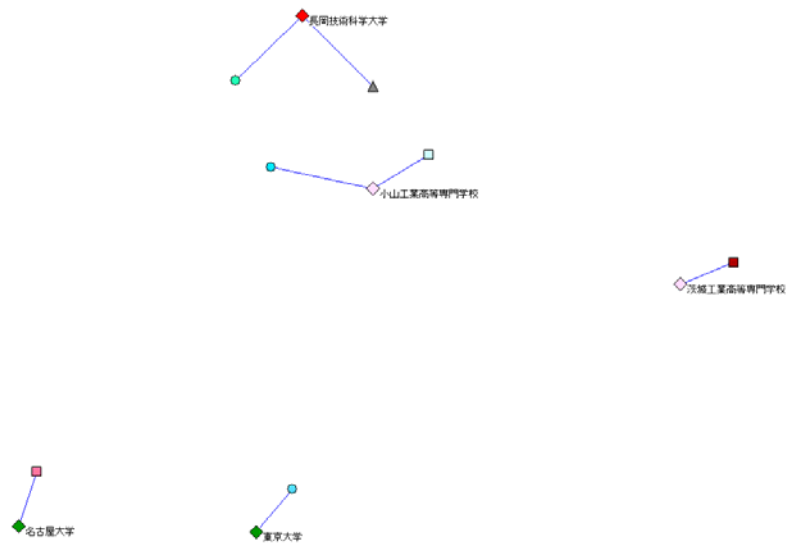 長岡技術科学大学
小山工業高等専門学校
茨城工業高等専門学校
名古屋大学
東京大学